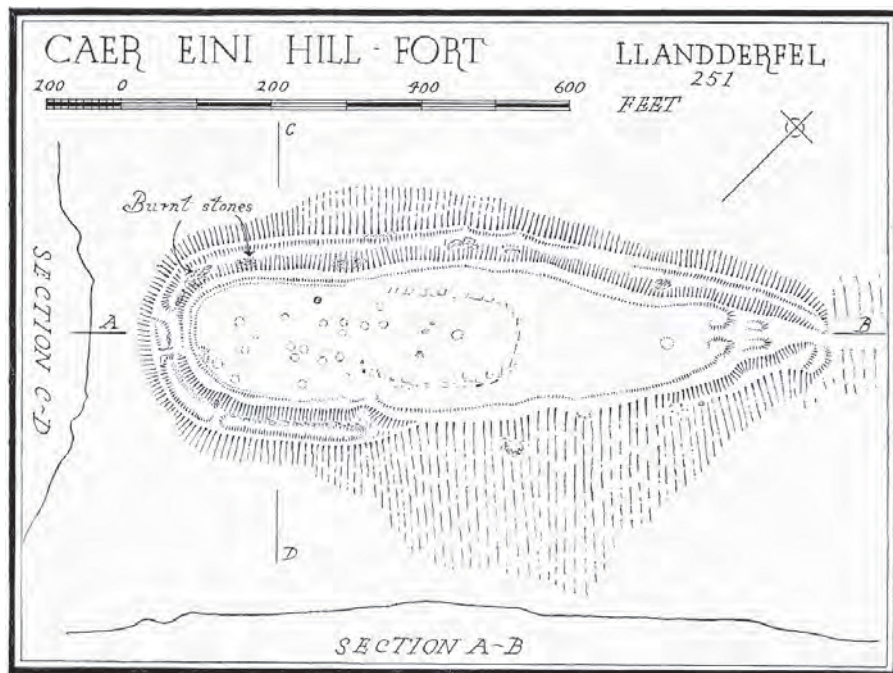 CAER EINI HILL-FORT
LLANDDERFEL
251
200 0 200 400 600
FEET
C
Burnt stones
SECTION C-D
A
B
D
SECTION A-B